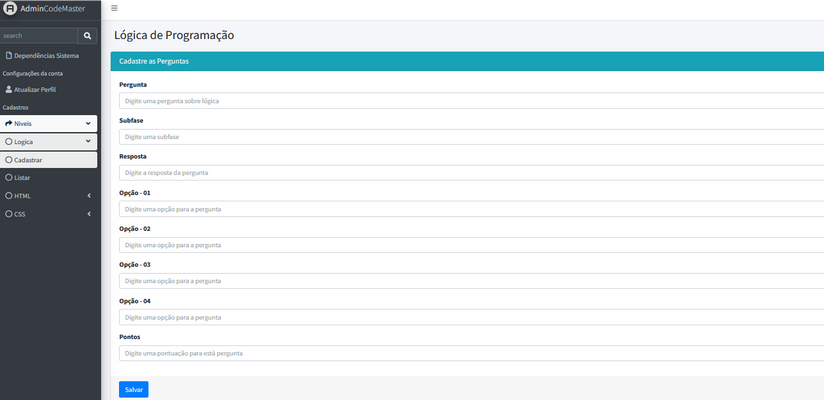 AdminCodeMaster
search
Dependências Sistema
Configurações da conta
Atualizar Perfil
Cadastros
Níveis
Logica
Cadastrar
Listar
HTML
CSS
Lógica de Programação
Cadastre as Perguntas
Pergunta
Digite uma pergunta sobre lógica
Subfase
Digite uma subfase
Resposta
Digite a resposta da pergunta
Opção - 01
Digite uma opção para a pergunta
Opção - 02
Digite uma opção para a pergunta
Opção - 03
Digite uma opção para a pergunta
Opção - 04
Digite uma opção para a pergunta
Pontos
Digite uma pontuação para está pergunta
Salvar